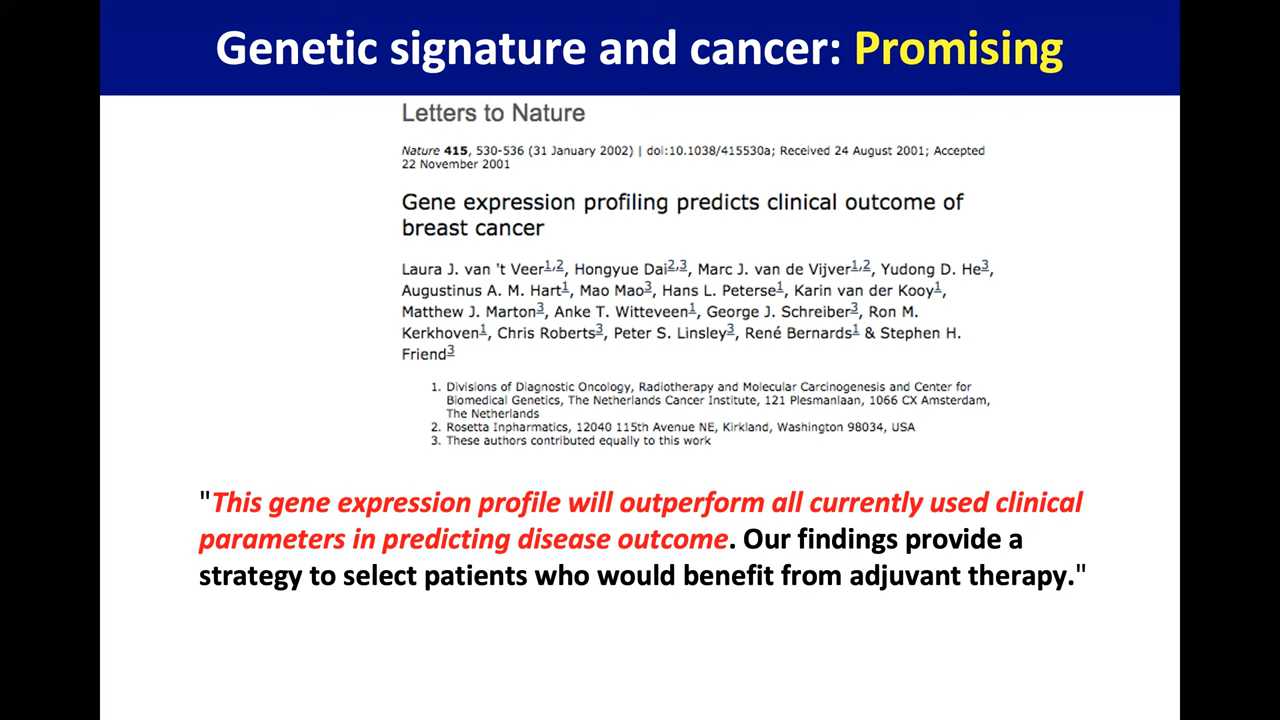 Genetic signature and cancer: Promising
Letters to Nature
Nature 415, 530-536 (31 January 2002) | doi:10.1038/415530a; Received 24 August 2001; Accepted
22 November 2001
Gene expression profiling predicts clinical outcome of
breast cancer
Laura J. van 't Veer1,2, Hongyue Dai2,3, Marc J. van de Vijver1,2, Yudong D. He3,
Augustinus A. M. Hart1, Mao Mao3, Hans L. Peterse1, Karin van der Kooy1,
Matthew J. Marton3, Anke T. Witteveen1, George J. Schreiber3, Ron M.
Kerkhoven1, Chris Roberts3, Peter S. Linsley3, René Bernards1 & Stephen H.
Friend3
1. Divisions of Diagnostic Oncology, Radiotherapy and Molecular Carcinogenesis and Center for
Biomedical Genetics, The Netherlands Cancer Institute, 121 Plesmanlaan, 1066 CX Amsterdam,
The Netherlands
2. Rosetta Inpharmatics, 12040 115th Avenue NE, Kirkland, Washington 98034, USA
3. These authors contributed equally to this work
"This gene expression profile will outperform all currently used clinical
parameters in predicting disease outcome. Our findings provide a
strategy to select patients who would benefit from adjuvant therapy."